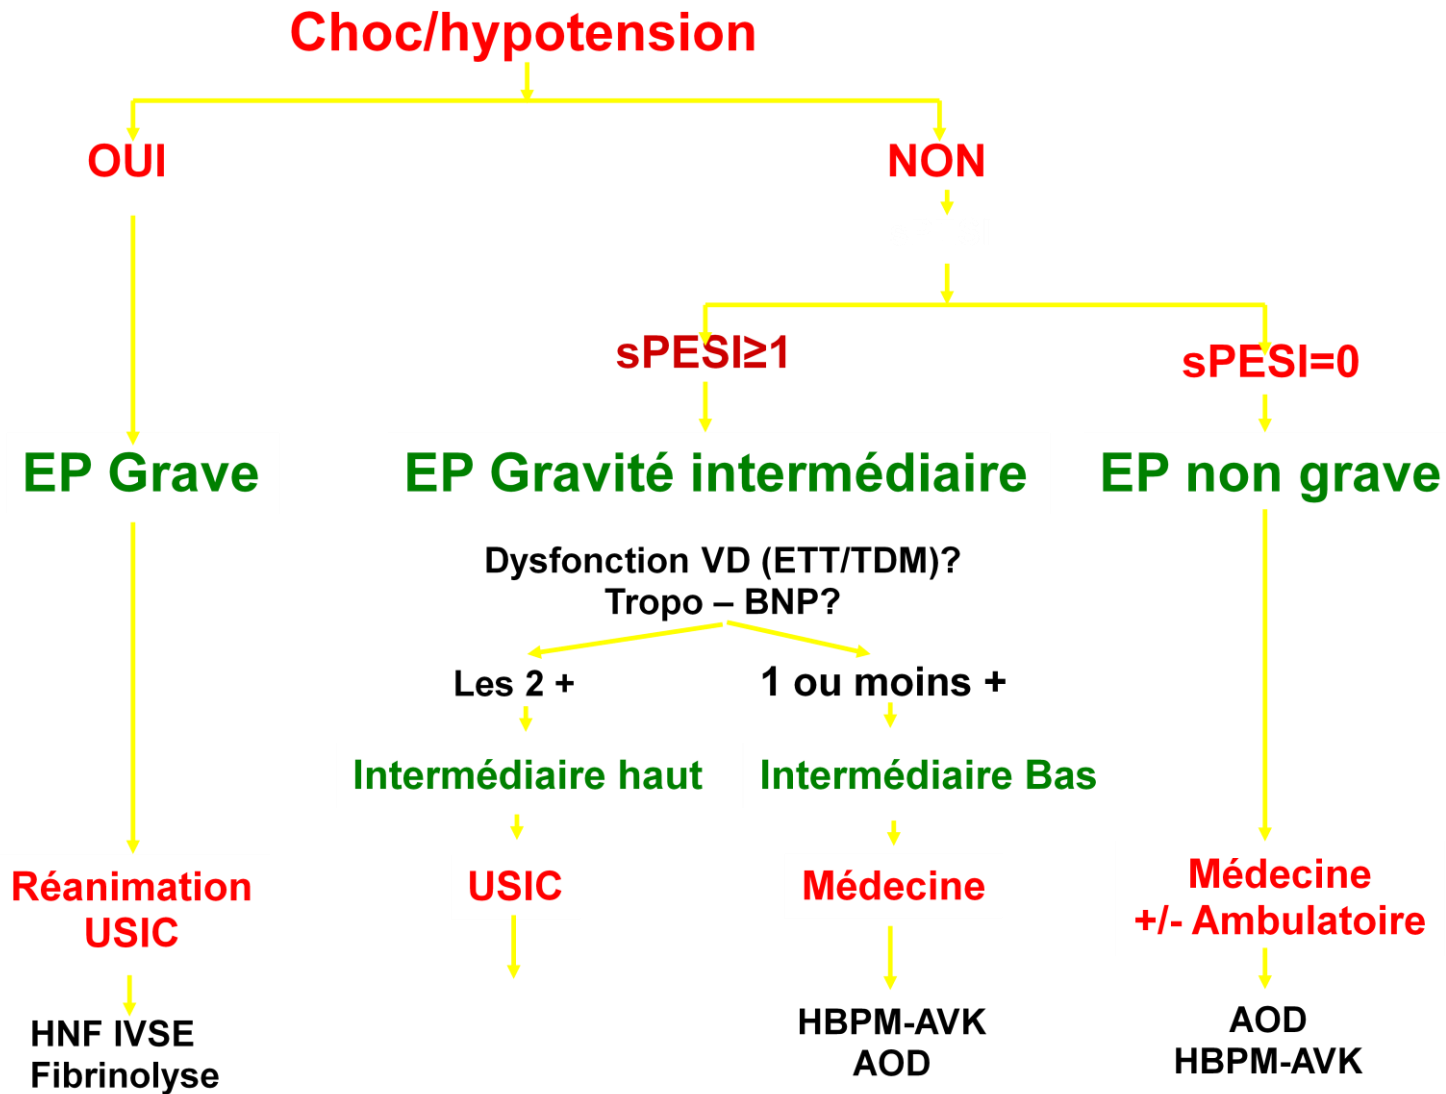 Choc/hypotension
OUI
NON
sPESI≥1
sPESI=0
EP Grave
EP Gravité intermédiaire
EP non grave
Dysfonction VD (ETT/TDM)?
Tropo – BNP?
Les 2 +
1 ou moins +
Intermédiaire haut
Intermédiaire Bas
Réanimation
USIC
USIC
Médecine
Médecine
+/- Ambulatoire
HNF IVSE
Fibrinolyse
HBPM-AVK
AOD
AOD
HBPM-AVK